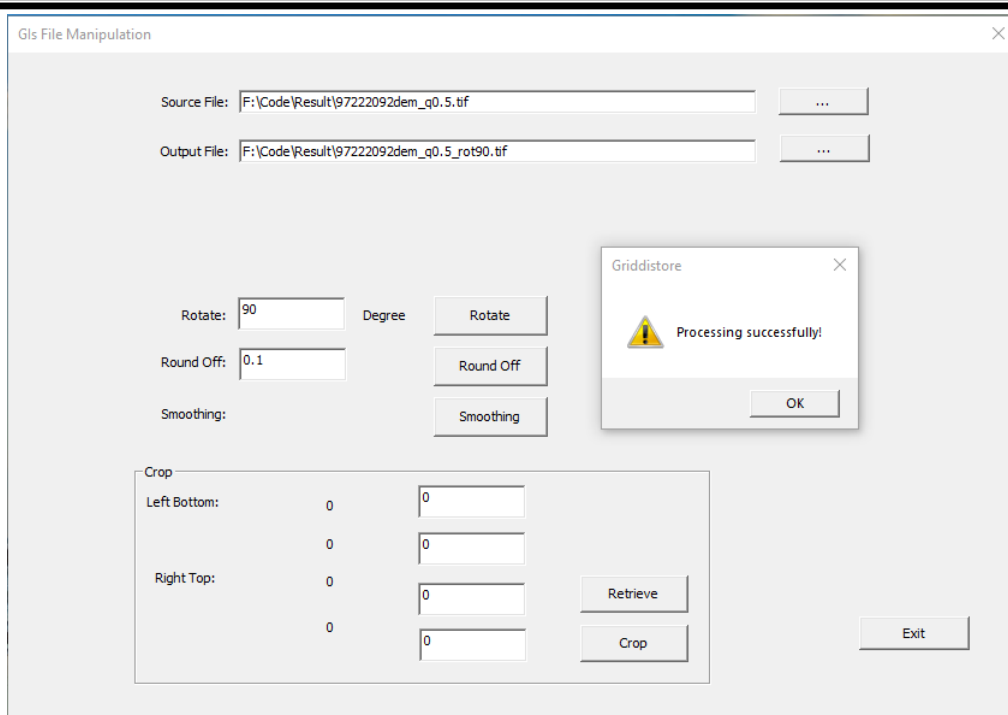 GIs File Manipulation
Source File: F:\Code\Result\97222092dem_q0.5.tif ...
Output File: F:\Code\Result\97222092dem_q0.5_rot90.tif ...
Griddistore
Processing successfully!
OK
Rotate: 90 Degree Rotate
Round Off: 0.1 Round Off
Smoothing: Smoothing
Crop
Left Bottom: 0 0
0 0
Right Top: 0 0
Retrieve
0 0
Crop
Exit